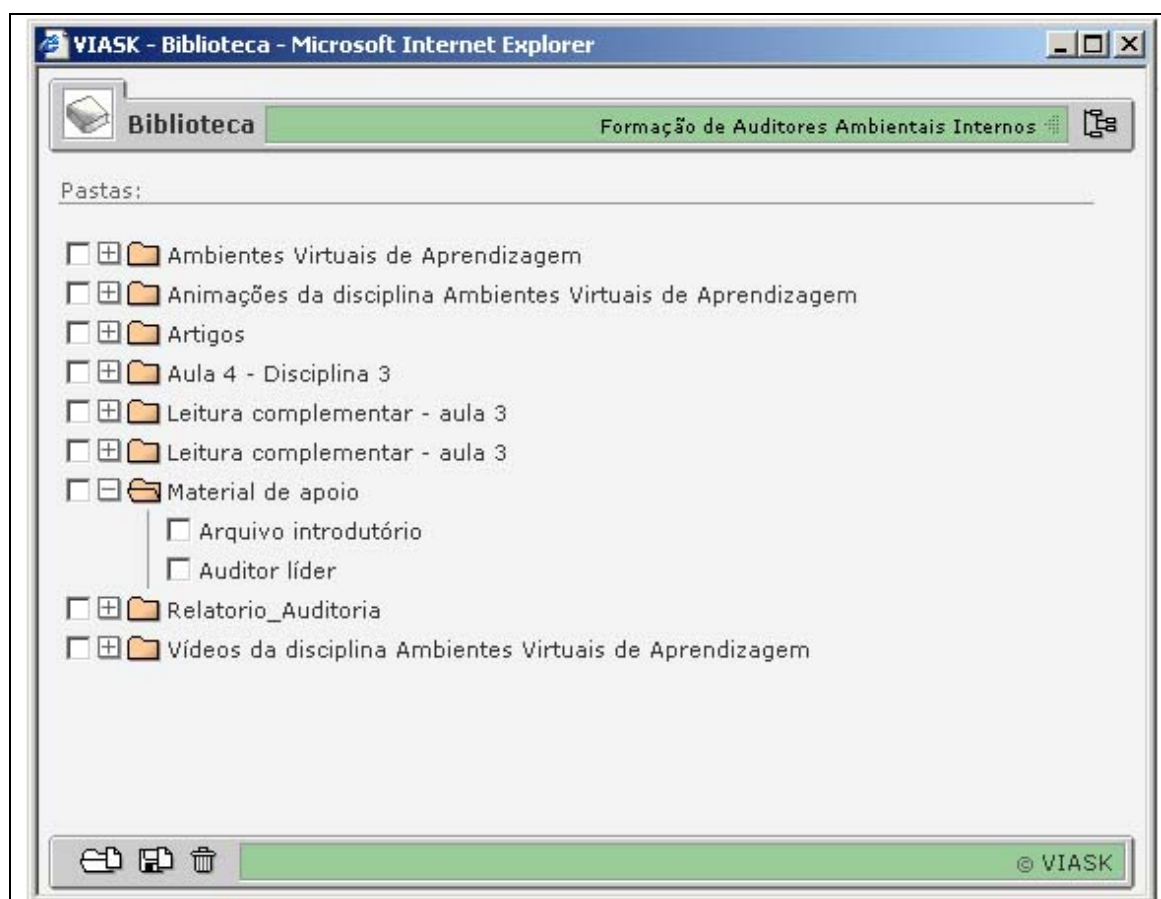 VIASK - Biblioteca - Microsoft Internet Explorer
Biblioteca
Formação de Auditores Ambientais Internos
Pastas:
Ambientes Virtuais de Aprendizagem
Animações da disciplina Ambientes Virtuais de Aprendizagem
Artigos
Aula 4 - Disciplina 3
Leitura complementar - aula 3
Leitura complementar - aula 3
Material de apoio
Arquivo introdutório
Auditor líder
Relatorio_Auditoria
Vídeos da disciplina Ambientes Virtuais de Aprendizagem
© VIASK